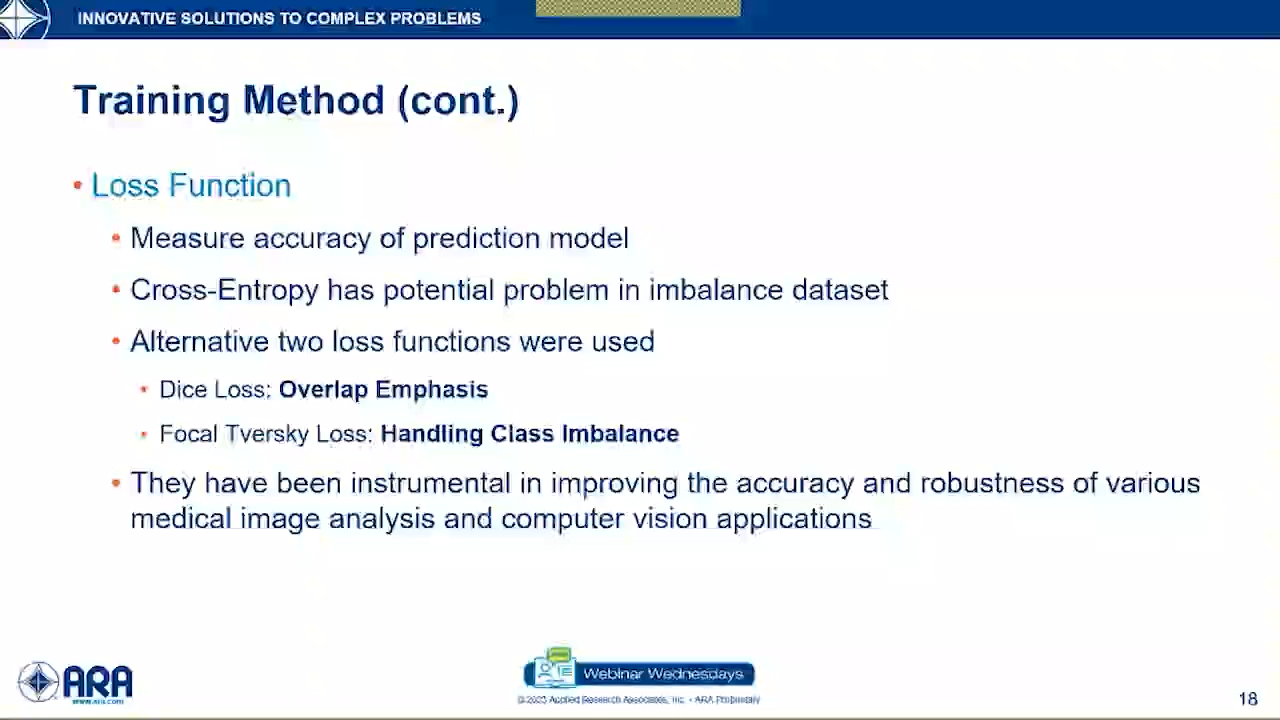 INNOVATIVE SOLUTIONS TO COMPLEX PROBLEMS
Training Method (cont.)
• Loss Function
• Measure accuracy of prediction model
• Cross-Entropy has potential problem in imbalance dataset
• Alternative two loss functions were used
• Dice Loss: Overlap Emphasis
• Focal Tversky Loss: Handling Class Imbalance
• They have been instrumental in improving the accuracy and robustness of various
medical image analysis and computer vision applications
ARA
www.ara.com
Webinar Wednesdays
© 2023 Applied Research Associates, Inc. - ARA Proprietary
18